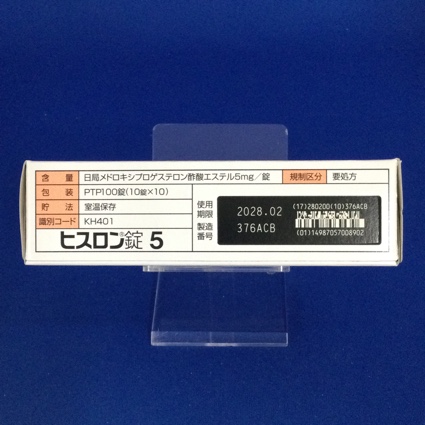 含 量 日局メドロキシプロゲステロン酢酸エステル5mg/錠 規制区分 要処方
包 装 PTP100錠(10錠×10)
貯 法 室温保存
識別コード KH401
ヒスロン®錠 5
使用期限 2028.02
製造番号 376ACB
(17)280200(10)376ACB
(01)14987057008902